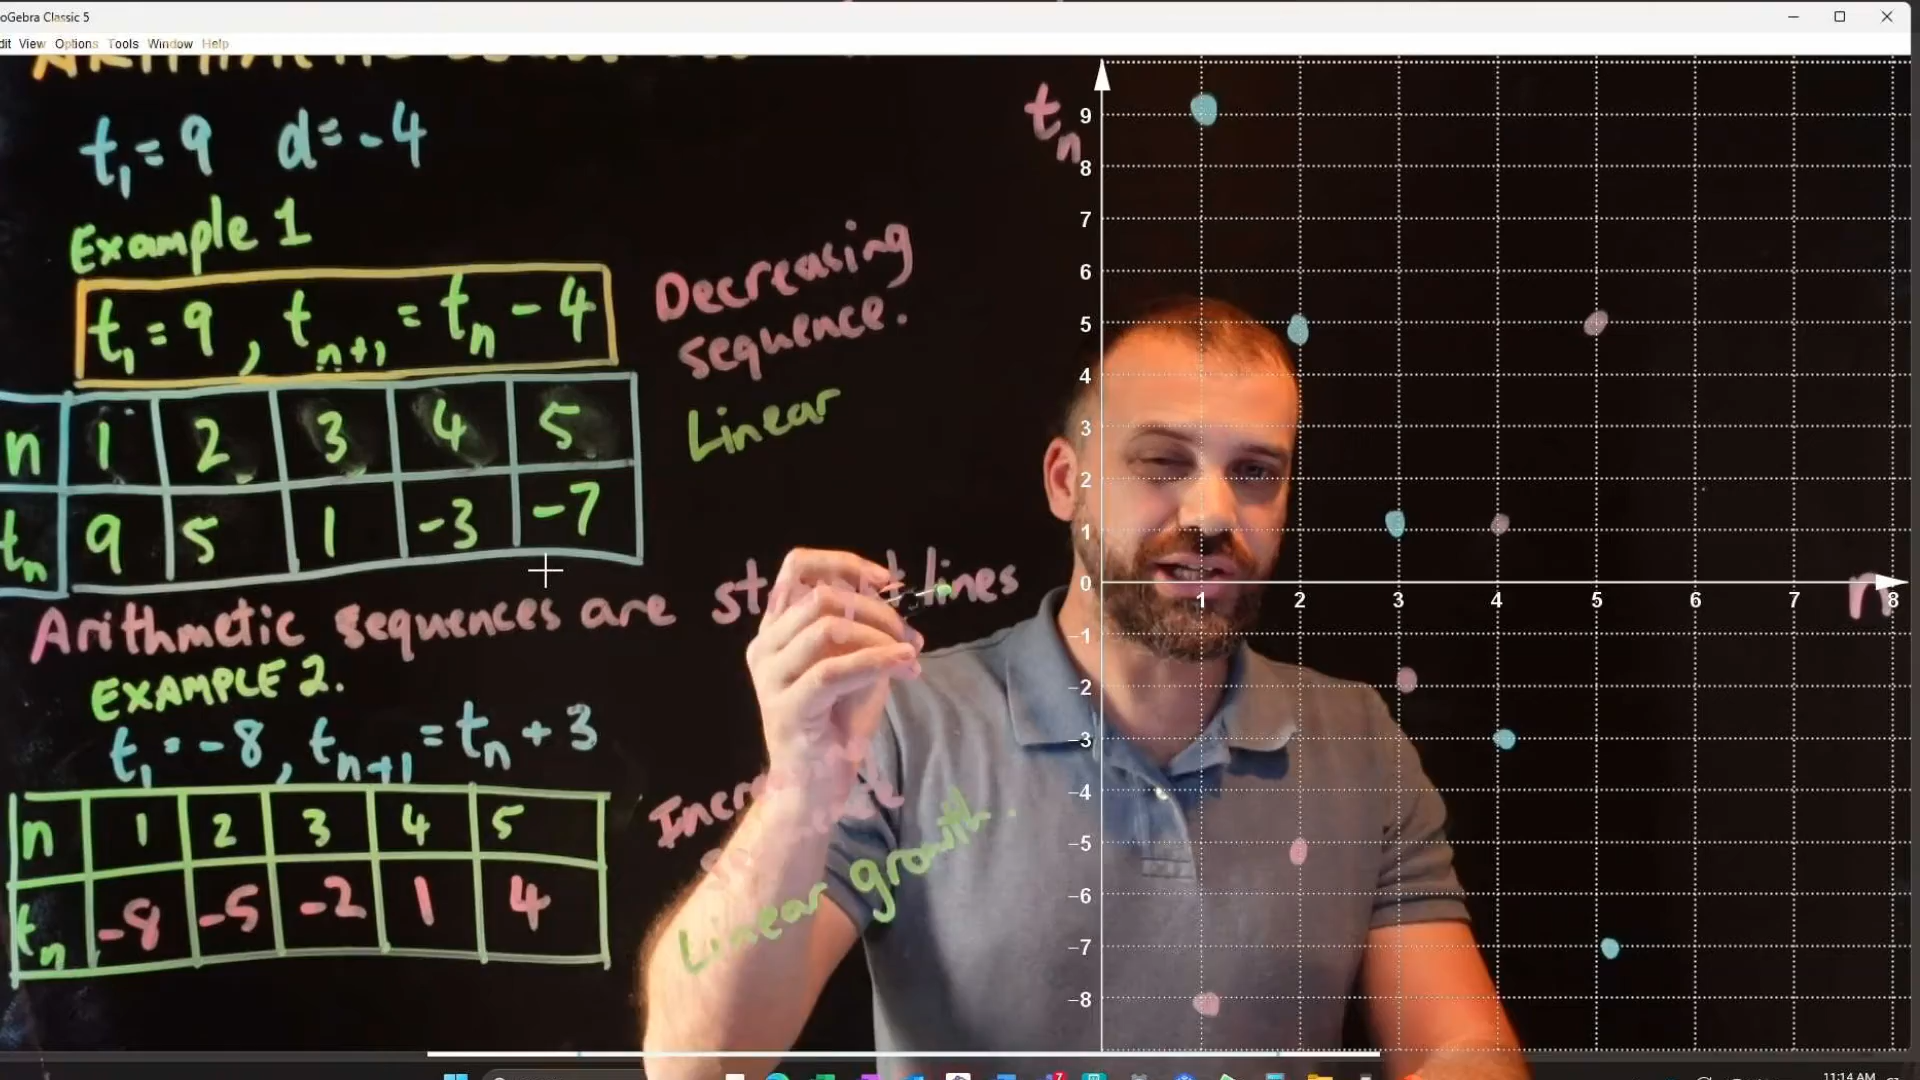 oGebra Classic 5
dit View Options Tools Window Help
t₁ = 9 d = -4
Example 1
t₁ = 9, tₙ₊₁ = tₙ - 4
Decreasing
sequence.
Linear
n 1 2 3 4 5
tₙ 9 5 1 -3 -7
Arithmetic sequences are lines
EXAMPLE 2.
t₁ = -8, tₙ₊₁ = tₙ + 3
n 1 2 3 4 5
tₙ -8 -5 -2 1 4
Linear growth.
tₙ
9
8
7
6
5
4
3
2
1
0
1 2 3 4 5 6 7 8
n
-1
-2
-3
-4
-5
-6
-7
-8
11:14 AM